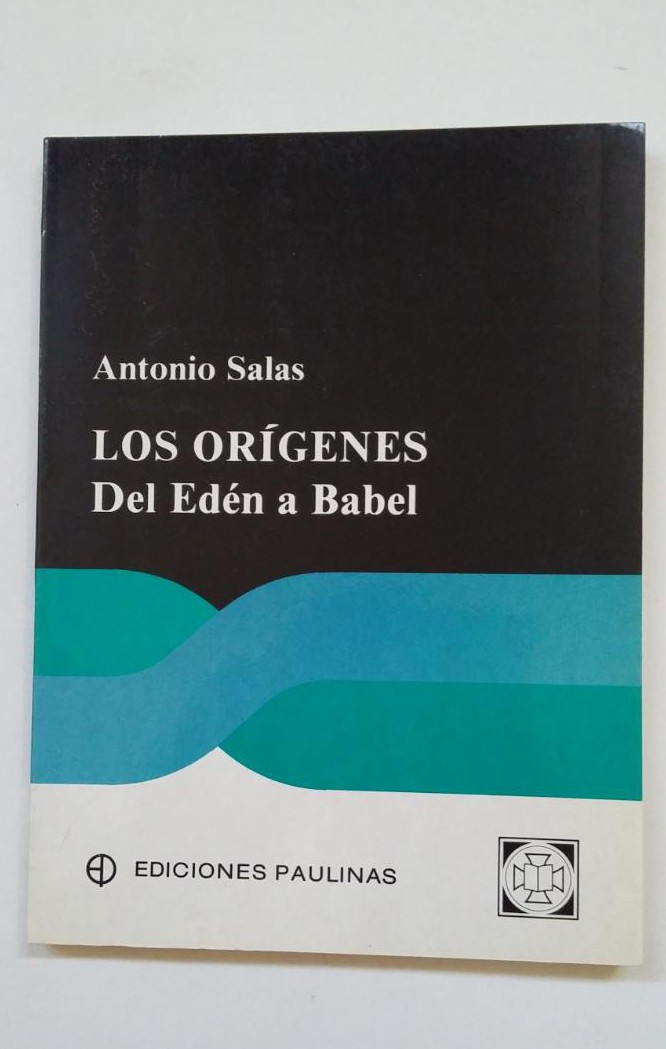 Antonio Salas
LOS ORÍGENES
Del Edén a Babel
EDICIONES PAULINAS